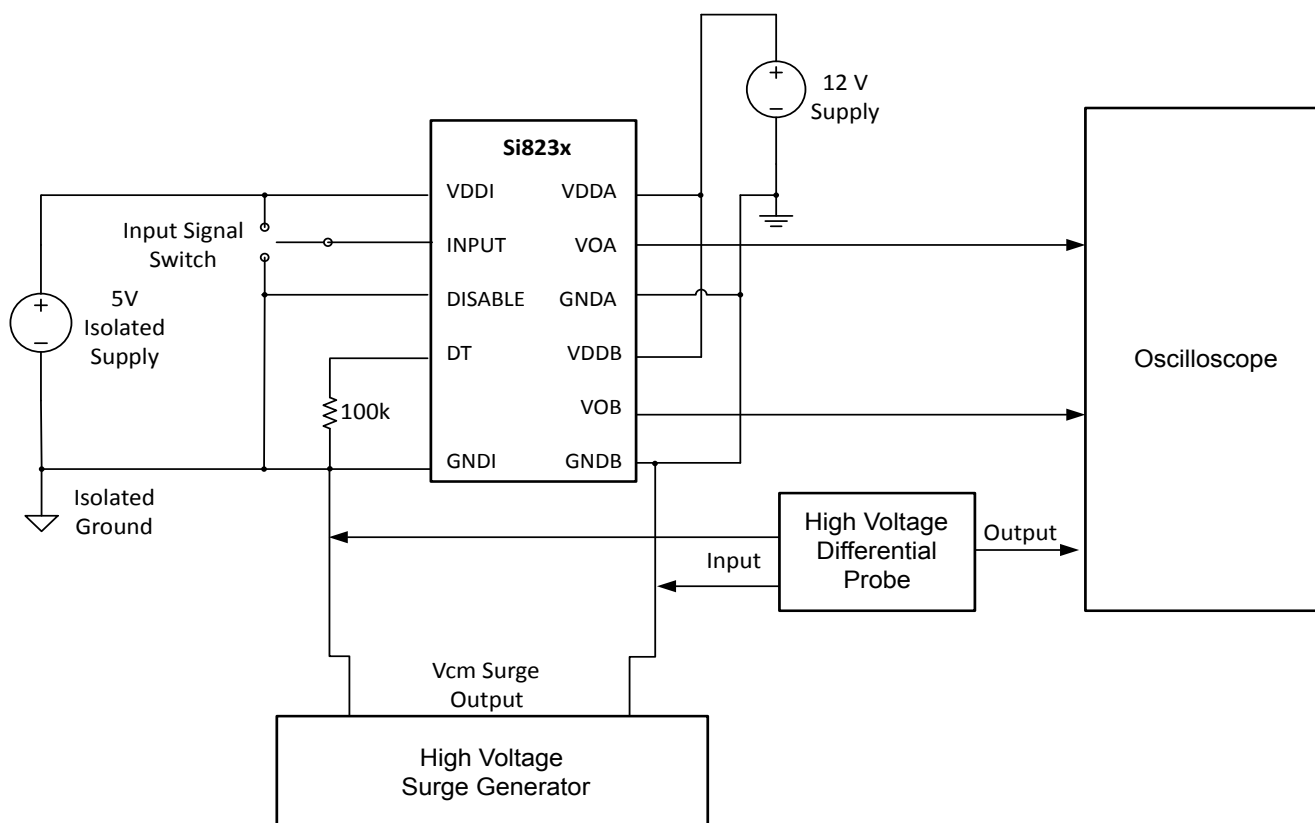 12 V
Supply
Si823x
VDDI
VDDA
Input Signal
Switch
INPUT
VOA
5V
Isolated
Supply
DISABLE
GNDA
DT
VDDB
Oscilloscope
100k
VOB
GNDI
GNDB
Isolated
Ground
High Voltage
Differential
Probe
Output
Input
Vcm Surge
Output
High Voltage
Surge Generator
+
−
+
−